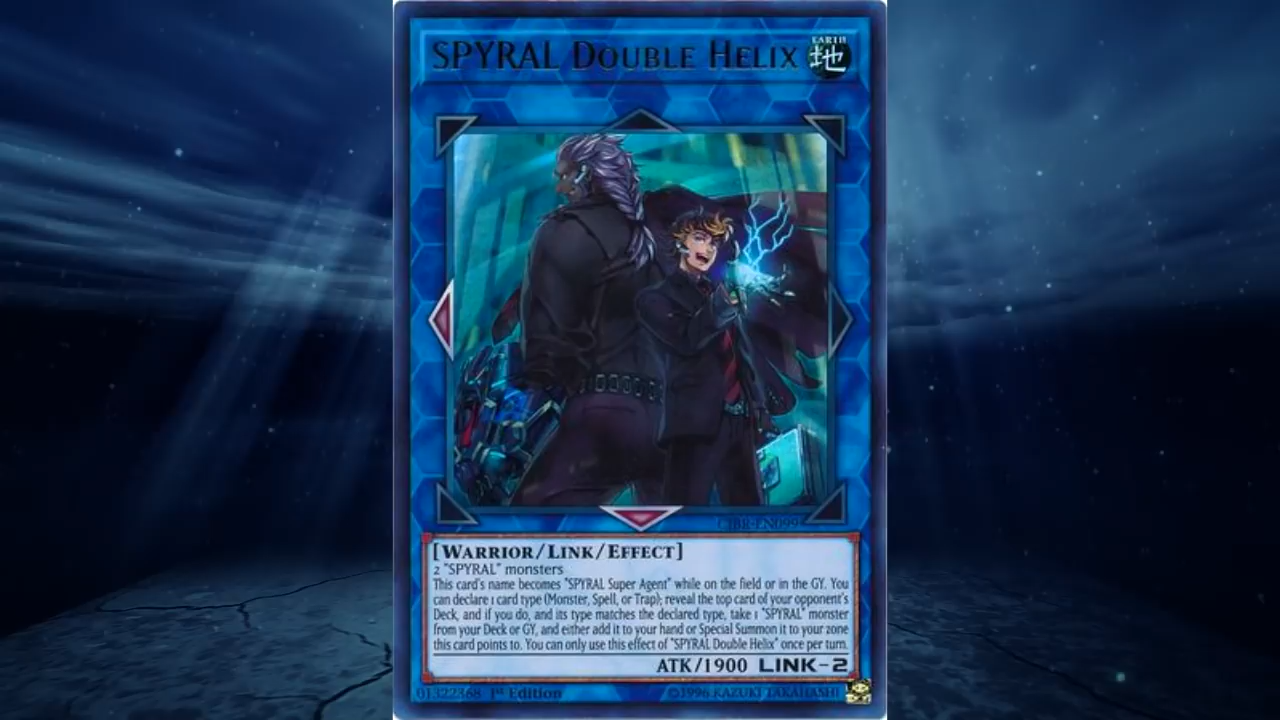 SPYRAL DOUBLE HELIX
EARTH
地
CIBR-EN099
[WARRIOR/LINK/EFFECT]
2 "SPYRAL" monsters
This card's name becomes "SPYRAL Super Agent" while on the field or in the GY. You
can declare 1 card type (Monster, Spell, or Trap); reveal the top card of your opponent's
Deck, and if you do, and its type matches the declared type, take 1 "SPYRAL" monster
from your Deck or GY, and either add it to your hand or Special Summon it to your zone
this card points to. You can only use this effect of "SPYRAL Double Helix" once per turn.
ATK/1900 LINK-2
01322368 1st Edition ©1996 KAZUKI TAKAHASHI